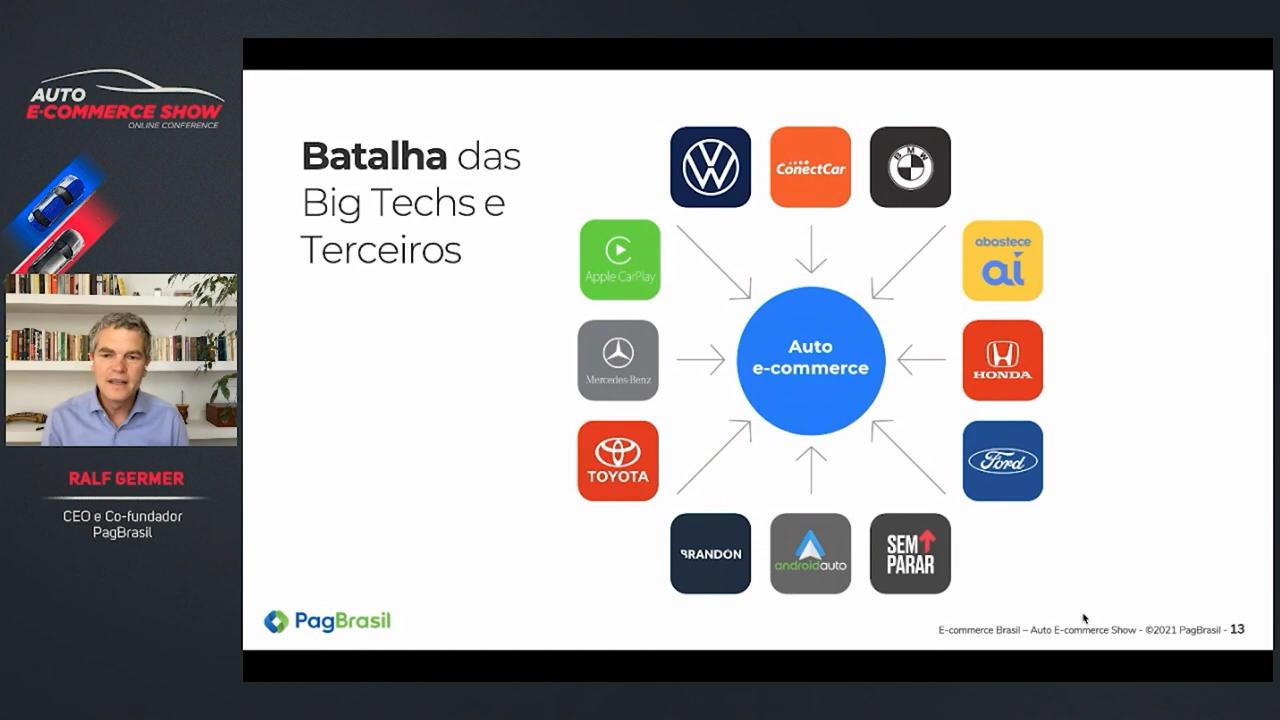 AUTO
E-COMMERCE SHOW
ONLINE CONFERENCE
RALF GERMER
CEO e Co-fundador
PagBrasil
Batalha das
Big Techs e
Terceiros
ConectCar
BMW
Apple CarPlay
abastece
aí
Mercedes-Benz
Auto
e-commerce
HONDA
TOYOTA
Ford
BRANDON
androidauto
SEM
PARAR
PagBrasil
E-commerce Brasil – Auto E-commerce Show - ©2021 PagBrasil - 13